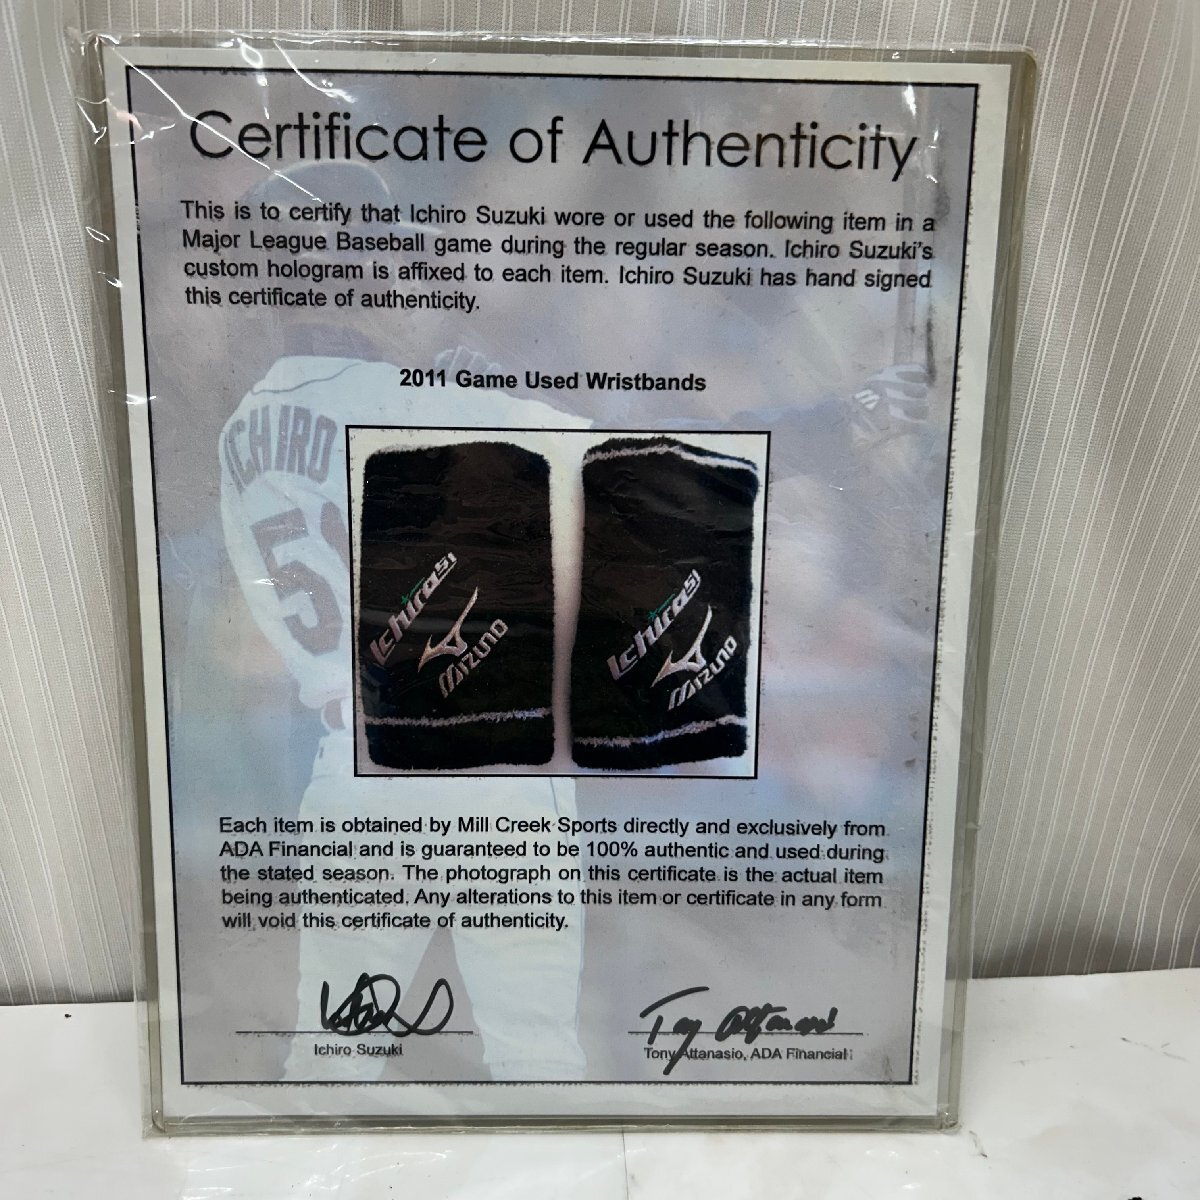 Certificate of Authenticity
This is to certify that Ichiro Suzuki wore or used the following item in a
Major League Baseball game during the regular season. Ichiro Suzuki's
custom hologram is affixed to each item. Ichiro Suzuki has hand signed
this certificate of authenticity.
2011 Game Used Wristbands
ICHIRO
5
Ichiro51
MIZUNO
Ichiro51
MIZUNO
Each item is obtained by Mill Creek Sports directly and exclusively from
ADA Financial and is guaranteed to be 100% authentic and used during
the stated season. The photograph on this certificate is the actual item
being authenticated. Any alterations to this item or certificate in any form
will void this certificate of authenticity.
Tony Attanasio
Ichiro Suzuki
Tony Attanasio, ADA Financial